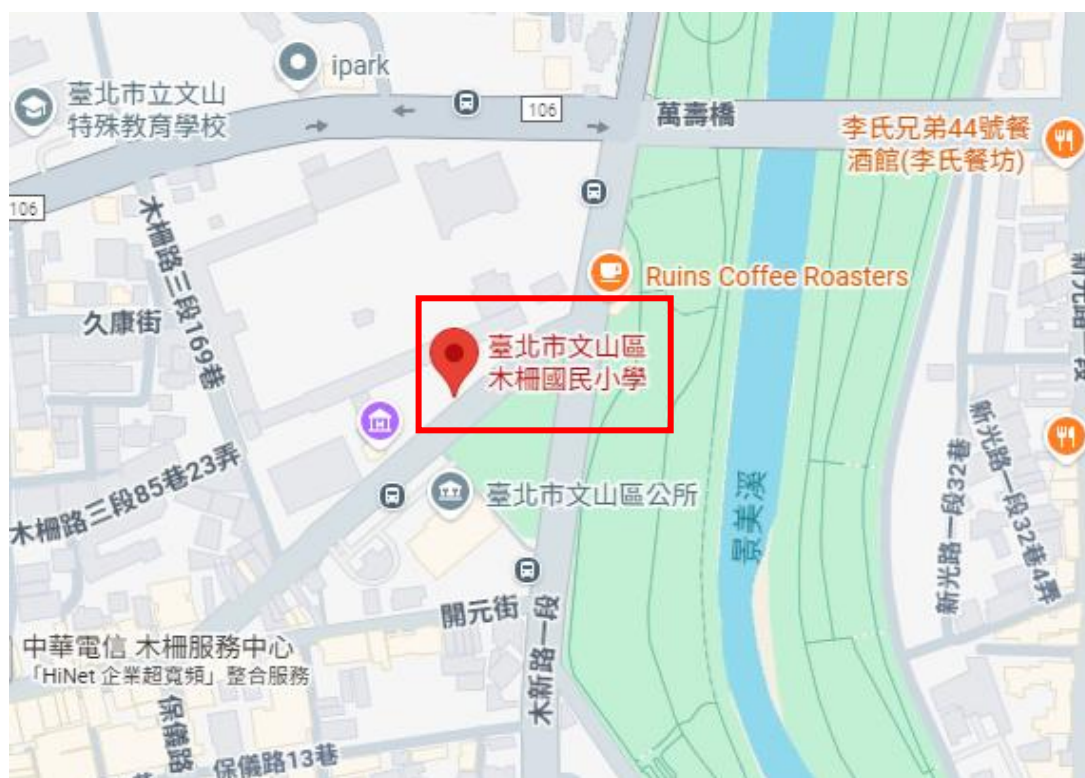 ipark
臺北市立文山
特殊教育學校
106
萬壽橋
李氏兄弟44號餐
酒館(李氏餐坊)
106
木柵路三段169巷
Ruins Coffee Roasters
新光路一段
久康街
臺北市文山區
木柵國民小學
新光路一段32巷4弄
新光路一段32巷
木柵路三段85巷23弄
臺北市文山區公所
景美溪
開元街
中華電信 木柵服務中心
「HiNet 企業超寬頻」整合服務
木新路一段
保儀路
保儀路13巷